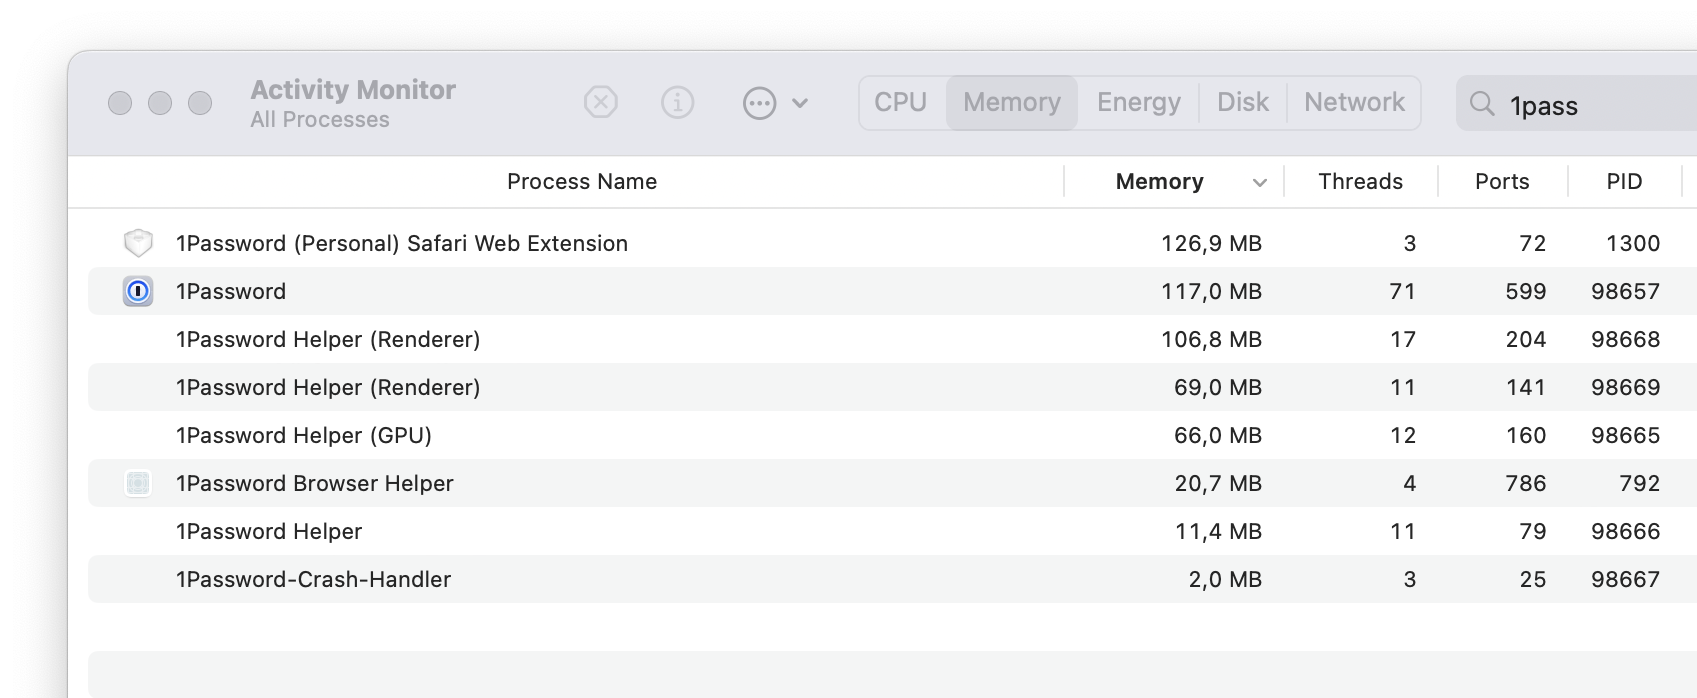 Activity Monitor
All Processes
CPU Memory Energy Disk Network
1pass
Process Name Memory Threads Ports PID
1Password (Personal) Safari Web Extension 126,9 MB 3 72 1300
1Password 117,0 MB 71 599 98657
1Password Helper (Renderer) 106,8 MB 17 204 98668
1Password Helper (Renderer) 69,0 MB 11 141 98669
1Password Helper (GPU) 66,0 MB 12 160 98665
1Password Browser Helper 20,7 MB 4 786 792
1Password Helper 11,4 MB 11 79 98666
1Password-Crash-Handler 2,0 MB 3 25 98667